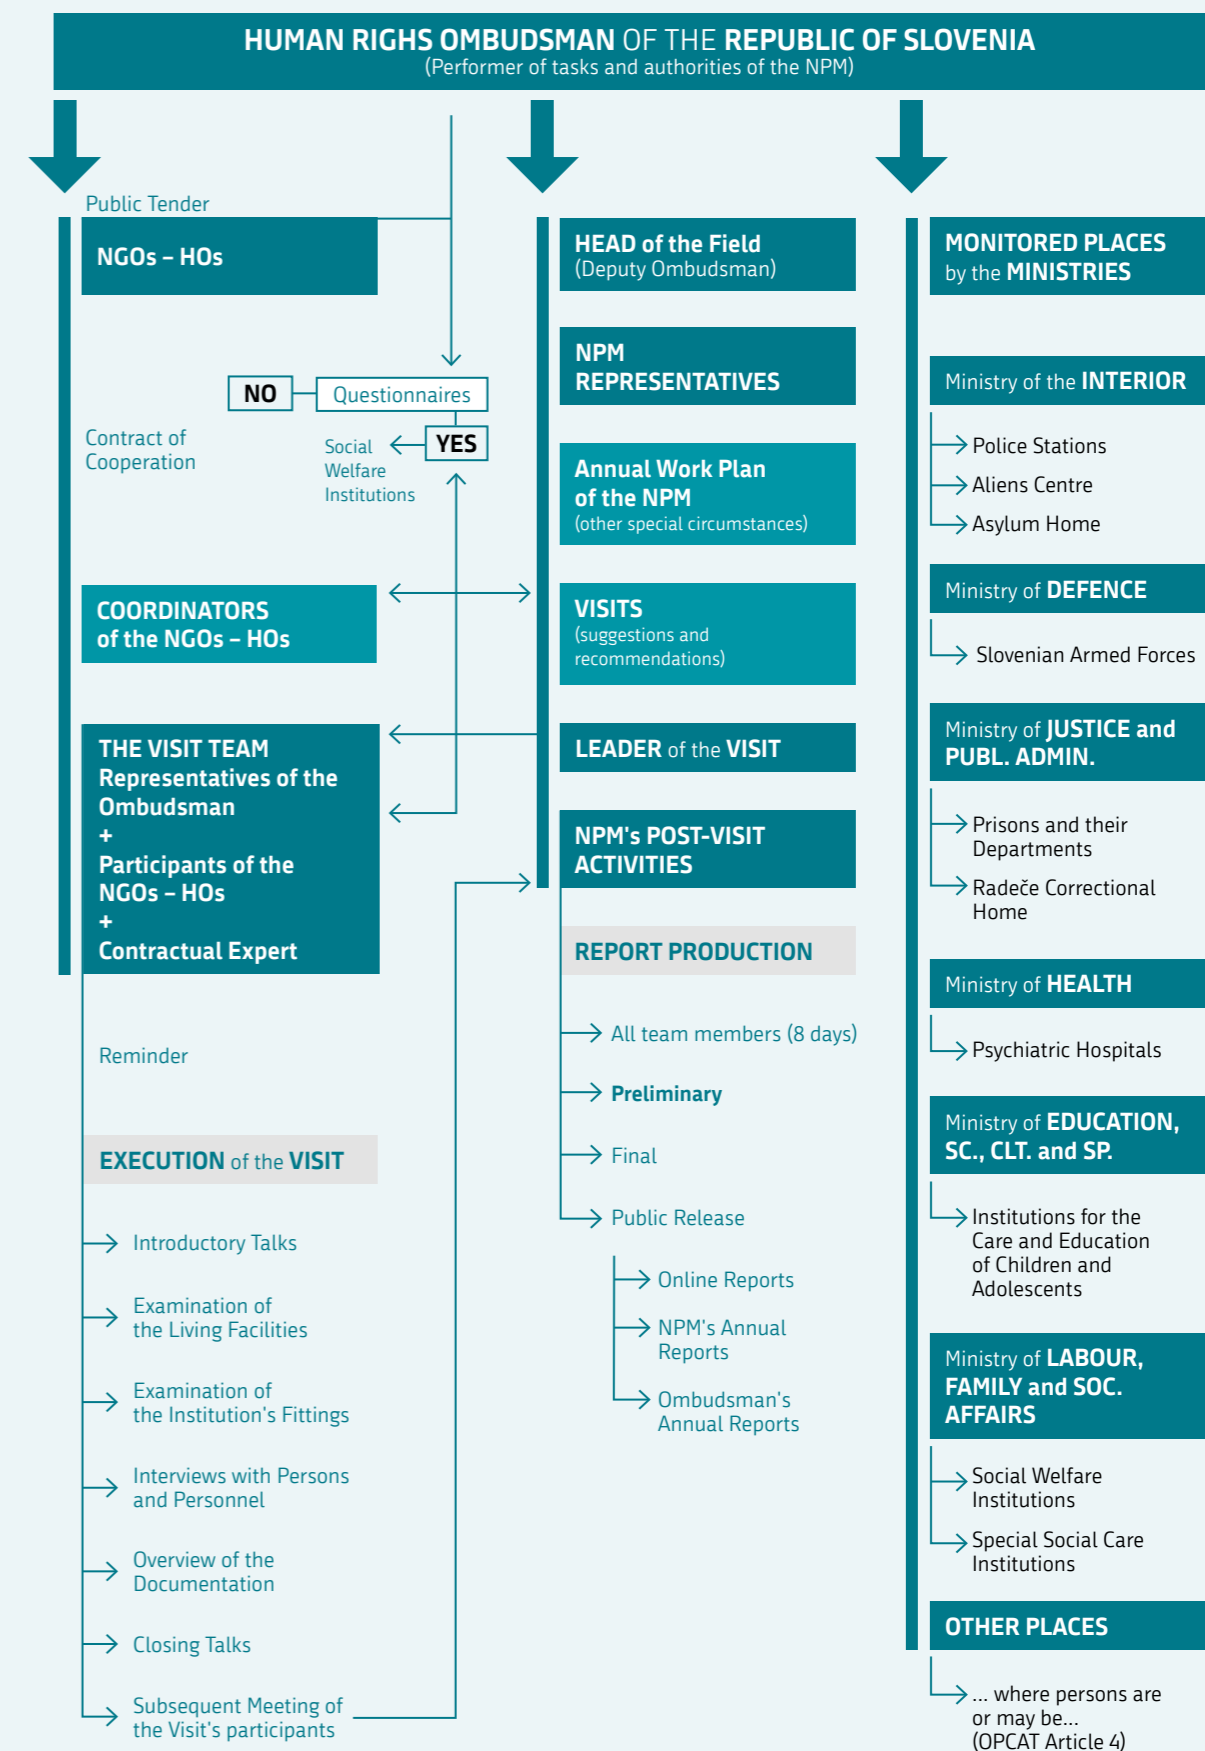 HUMAN RIGHS OMBUDSMAN OF THE REPUBLIC OF SLOVENIA
(Performer of tasks and authorities of the NPM)
Public Tender
NGOs – HOs
NO
Questionnaires
YES
Social
Welfare
Institutions
Contract of
Cooperation
COORDINATORS
of the NGOs – HOs
THE VISIT TEAM
Representatives of the
Ombudsman
+
Participants of the
NGOs – HOs
+
Contractual Expert
Reminder
EXECUTION of the VISIT
Introductory Talks
Examination of
the Living Facilities
Examination of
the Institution's Fittings
Interviews with Persons
and Personnel
Overview of the
Documentation
Closing Talks
Subsequent Meeting of
the Visit's participants
HEAD of the Field
(Deputy Ombudsman)
NPM
REPRESENTATIVES
Annual Work Plan
of the NPM
(other special circumstances)
VISITS
(suggestions and
recommendations)
LEADER of the VISIT
NPM's POST-VISIT
ACTIVITIES
REPORT PRODUCTION
All team members (8 days)
Preliminary
Final
Public Release
Online Reports
NPM's Annual
Reports
Ombudsman's
Annual Reports
MONITORED PLACES
by the MINISTRIES
Ministry of the INTERIOR
Police Stations
Aliens Centre
Asylum Home
Ministry of DEFENCE
Slovenian Armed Forces
Ministry of JUSTICE and
PUBL. ADMIN.
Prisons and their
Departments
Radeče Correctional
Home
Ministry of HEALTH
Psychiatric Hospitals
Ministry of EDUCATION,
SC., CLT. and SP.
Institutions for the
Care and Education
of Children and
Adolescents
Ministry of LABOUR,
FAMILY and SOC.
AFFAIRS
Social Welfare
Institutions
Special Social Care
Institutions
OTHER PLACES
... where persons are
or may be...
(OPCAT Article 4)